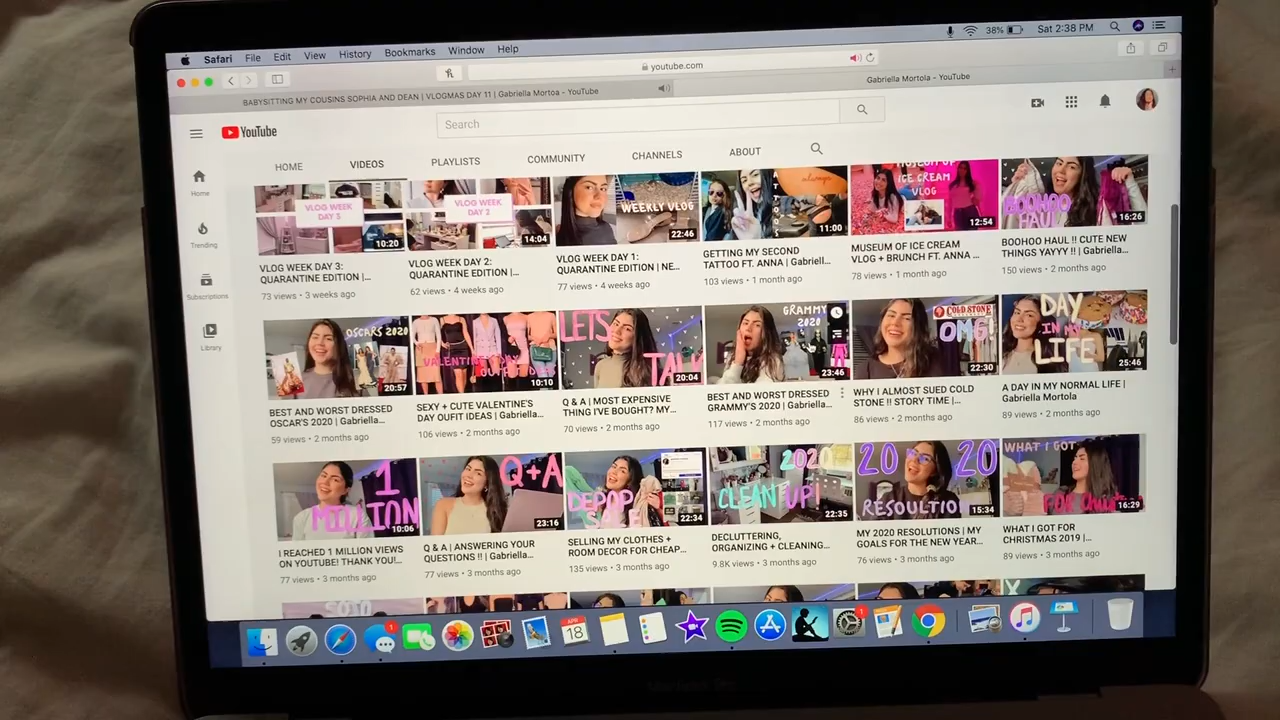 Safari File Edit View History Bookmarks Window Help 38% Sat 2:38 PM
youtube.com
BABYSITTING MY COUSINS SOPHIA AND DEAN | VLOGMAS DAY 11 | Gabriella Mortoa - YouTube
Gabriella Mortola - YouTube
YouTube
Search
HOME VIDEOS PLAYLISTS COMMUNITY CHANNELS ABOUT
Home
Trending
Subscriptions
Library
VLOG WEEK
DAY 3
10:20
VLOG WEEK DAY 3:
QUARANTINE EDITION |...
73 views • 3 weeks ago
VLOG WEEK
DAY 2
14:04
VLOG WEEK DAY 2:
QUARANTINE EDITION |...
62 views • 4 weeks ago
WEEKLY VLOG
22:46
VLOG WEEK DAY 1:
QUARANTINE EDITION | NE...
77 views • 4 weeks ago
always
11:00
GETTING MY SECOND
TATTOO FT. ANNA | Gabriell...
103 views • 1 month ago
MUSEUM OF
ICE CREAM
VLOG
12:54
MUSEUM OF ICE CREAM
VLOG + BRUNCH FT. ANNA ...
78 views • 1 month ago
BOOHOO
HAUL
16:26
BOOHOO HAUL !! CUTE NEW
THINGS YAYYY !! | Gabriella...
150 views • 2 months ago
OSCARS 2020
20:57
BEST AND WORST DRESSED
OSCAR'S 2020 | Gabriella...
59 views • 2 months ago
10:10
SEXY + CUTE VALENTINE'S
DAY OUFIT IDEAS | Gabriella...
106 views • 2 months ago
LETS
TALK
20:04
Q & A | MOST EXPENSIVE
THING I'VE BOUGHT? MY...
70 views • 2 months ago
GRAMMY
2020
23:46
BEST AND WORST DRESSED
GRAMMY'S 2020 | Gabriella...
117 views • 2 months ago
COLD STONE
OMG!
22:30
WHY I ALMOST SUED COLD
STONE !! STORY TIME |...
86 views • 2 months ago
DAY
IN MY
LIFE
25:46
A DAY IN MY NORMAL LIFE |
Gabriella Mortola
89 views • 2 months ago
1
MILLION
10:06
I REACHED 1 MILLION VIEWS
ON YOUTUBE! THANK YOU!...
77 views • 3 months ago
Q+A
23:16
Q & A | ANSWERING YOUR
QUESTIONS !! | Gabriella...
77 views • 3 months ago
DEPOP
22:34
SELLING MY CLOTHES +
ROOM DECOR FOR CHEAP...
135 views • 3 months ago
2020
CLEAN UP!
22:35
DECLUTTERING,
ORGANIZING + CLEANING...
9.8K views • 3 months ago
20 20
RESOULTIO
15:34
MY 2020 RESOLUTIONS | MY
GOALS FOR THE NEW YEAR...
76 views • 3 months ago
WHAT I GOT
FOR
16:29
WHAT I GOT FOR
CHRISTMAS 2019 |...
89 views • 3 months ago
1
APR
18
1